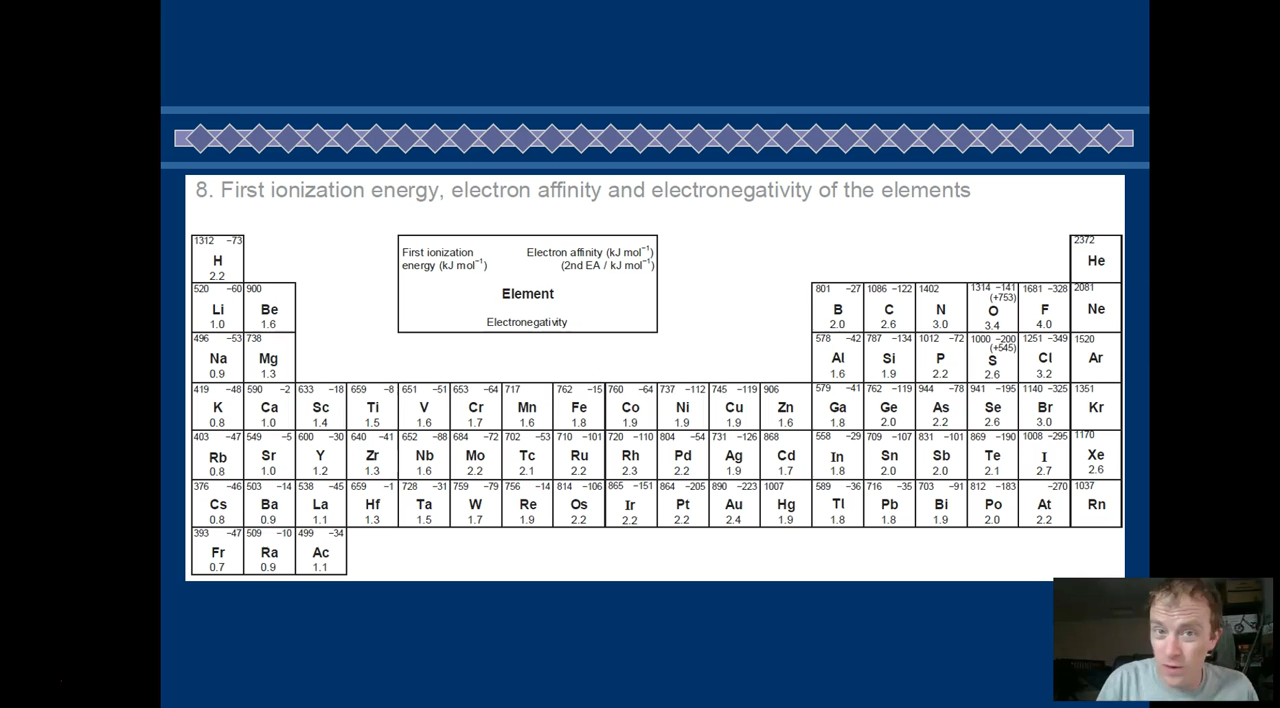 8. First ionization energy, electron affinity and electronegativity of the elements
1312 −73
H
2.2
First ionization energy (kJ mol⁻¹)
Electron affinity (kJ mol⁻¹)
(2nd EA / kJ mol⁻¹)
Element
Electronegativity
2372
He
520 −60 900
Li Be
1.0 1.6
801 −27 1086 −122 1402 1314 −141 1681 −328 2081
(+753)
B C N O F Ne
2.0 2.6 3.0 3.4 4.0
496 −53 738
Na Mg
0.9 1.3
578 −42 787 −134 1012 −72 1000 −200 1251 −349 1520
(+545)
Al Si P S Cl Ar
1.6 1.9 2.2 2.6 3.2
419 −48 590 −2 633 −18 659 −8 651 −51 653 −64 717 762 −15 760 −64 737 −112 745 −119 906 579 −41 762 −119 944 −78 941 −195 1140 −325 1351
K Ca Sc Ti V Cr Mn Fe Co Ni Cu Zn Ga Ge As Se Br Kr
0.8 1.0 1.4 1.5 1.6 1.7 1.6 1.8 1.9 1.9 1.9 1.6 1.8 2.0 2.2 2.6 3.0
403 −47 549 −5 600 −30 640 −41 652 −88 684 −72 702 −53 710 −101 720 −110 804 −54 731 −126 868 558 −29 709 −107 831 −101 869 −190 1008 −295 1170
Rb Sr Y Zr Nb Mo Tc Ru Rh Pd Ag Cd In Sn Sb Te I Xe
0.8 1.0 1.2 1.3 1.6 2.2 2.1 2.2 2.3 2.2 1.9 1.7 1.8 2.0 2.0 2.1 2.7 2.6
376 −46 503 −14 538 −45 659 −1 728 −31 759 −79 756 −14 814 −106 865 −151 864 −205 890 −223 1007 589 −36 716 −35 703 −91 812 −183 −270 1037
Cs Ba La Hf Ta W Re Os Ir Pt Au Hg Tl Pb Bi Po At Rn
0.8 0.9 1.1 1.3 1.5 1.7 1.9 2.2 2.2 2.2 2.4 1.9 1.8 1.8 1.9 2.0 2.2
393 −47 509 −10 499 −34
Fr Ra Ac
0.7 0.9 1.1